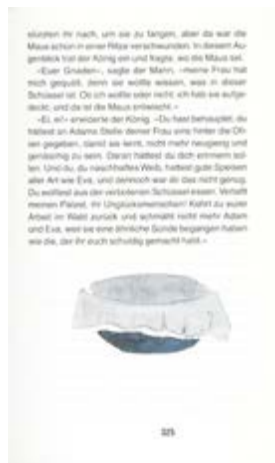 stürzten ihr nach, um sie zu fangen, aber da war die
Maus schon in einer Ritze verschwunden. In diesem Au-
genblick trat der König ein und fragte, wo die Maus sei.
»Euer Gnaden«, sagte der Mann, »meine Frau hat
mich gequält, denn sie wollte wissen, was in dieser
Schüssel ist. Ob ich wollte oder nicht: ich hab sie aufge-
deckt, und da ist die Maus entwischt.«
»Ei, ei!« erwiderte der König. »Du hast behauptet, du
hättest an Adams Stelle deiner Frau eine hinter die Oh-
ren gegeben, damit sie lernt, nicht mehr neugierig und
genäschig zu sein. Daran hättest du dich erinnern sol-
len. Und du, du naschhaftes Weib, hattest gute Speisen
aller Art wie Eva, und dennoch war dir das nicht genug.
Du wolltest aus der verbotenen Schüssel essen. Verlaßt
meinen Palast, ihr Unglücksmenschen! Kehrt zu eurer
Arbeit im Wald zurück und schmäht nicht mehr Adam
und Eva, weil sie eine ähnliche Sünde begangen haben
wie die, der ihr euch schuldig gemacht habt.«
325